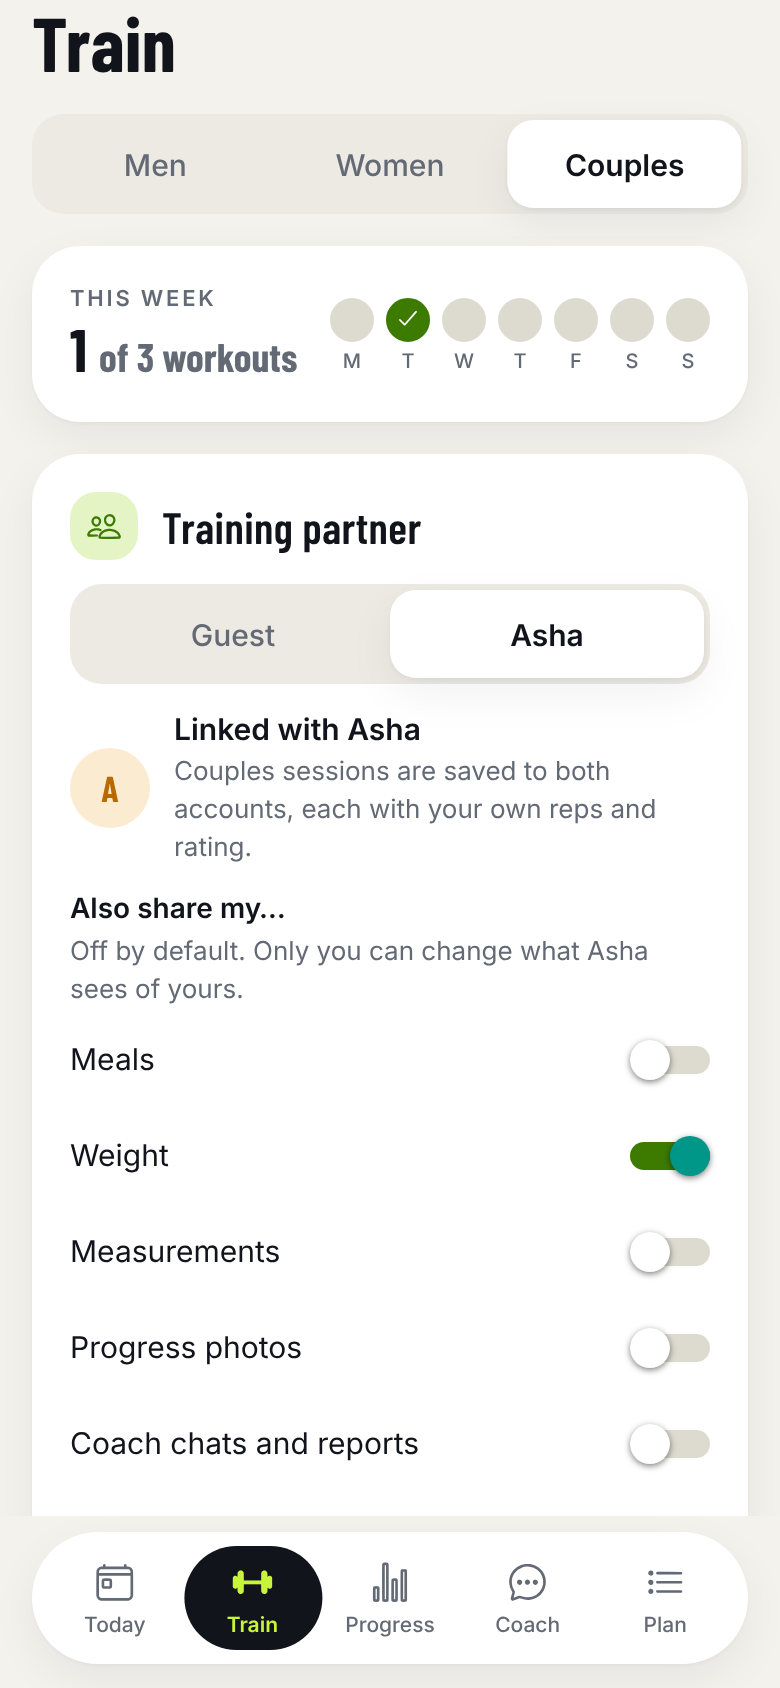 Train
Men Women Couples
THIS WEEK
1 of 3 workouts
M T W T F S S
Training partner
Guest Asha
Linked with Asha
A
Couples sessions are saved to both
accounts, each with your own reps and
rating.
Also share my...
Off by default. Only you can change what Asha
sees of yours.
Meals
Weight
Measurements
Progress photos
Coach chats and reports
Today Train Progress Coach Plan